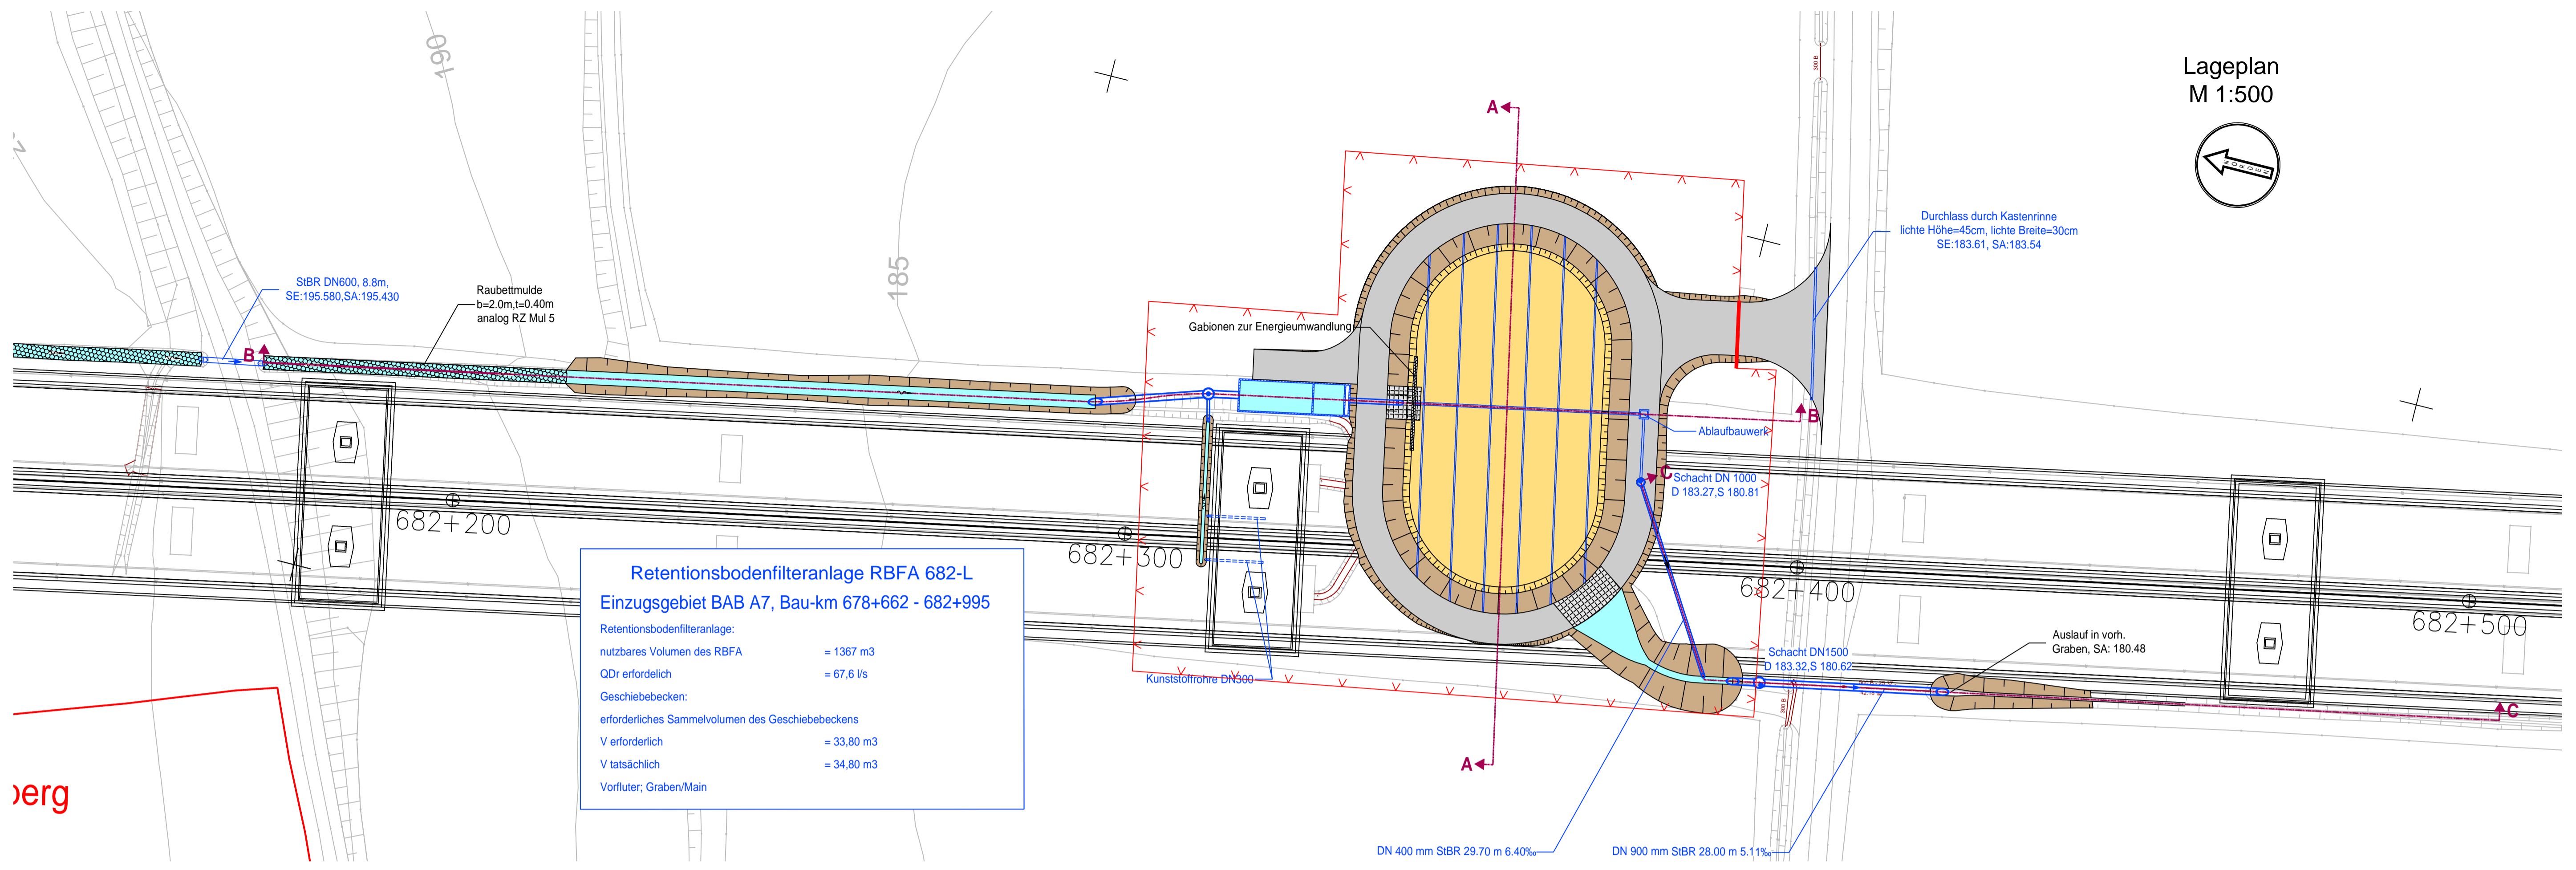 190
185
Lageplan
M 1:500
NORDEN
300 B
A
Durchlass durch Kastenrinne
lichte Höhe=45cm, lichte Breite=30cm
SE:183.61, SA:183.54
StBR DN600, 8.8m,
SE:195.580,SA:195.430
Raubettmulde
b=2.0m,t=0.40m
analog RZ Mul 5
Gabionen zur Energieumwandlung
B
B
Ablaufbauwerk
C
Schacht DN 1000
D 183.27,S 180.81
682+200
682+300
682+400
682+500
Retentionsbodenfilteranlage RBFA 682-L
Einzugsgebiet BAB A7, Bau-km 678+662 - 682+995
Retentionsbodenfilteranlage:
nutzbares Volumen des RBFA = 1367 m3
QDr erfordelich = 67,6 l/s
Geschiebebecken:
erforderliches Sammelvolumen des Geschiebebeckens
V erforderlich = 33,80 m3
V tatsächlich = 34,80 m3
Vorfluter; Graben/Main
Kunststoffrohre DN300
Schacht DN1500
D 183.32,S 180.62
Auslauf in vorh.
Graben, SA: 180.48
300 B
C
A
berg
DN 400 mm StBR 29.70 m 6.40‰
DN 900 mm StBR 28.00 m 5.11‰